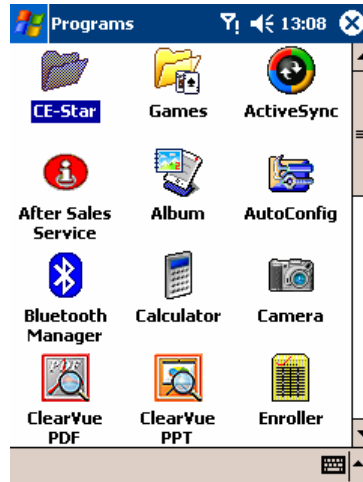 Programs 13:08
CE-Star Games ActiveSync
After Sales Album AutoConfig
Service
Bluetooth Calculator Camera
Manager
PDF
ClearVue ClearVue Enroller
PDF PPT